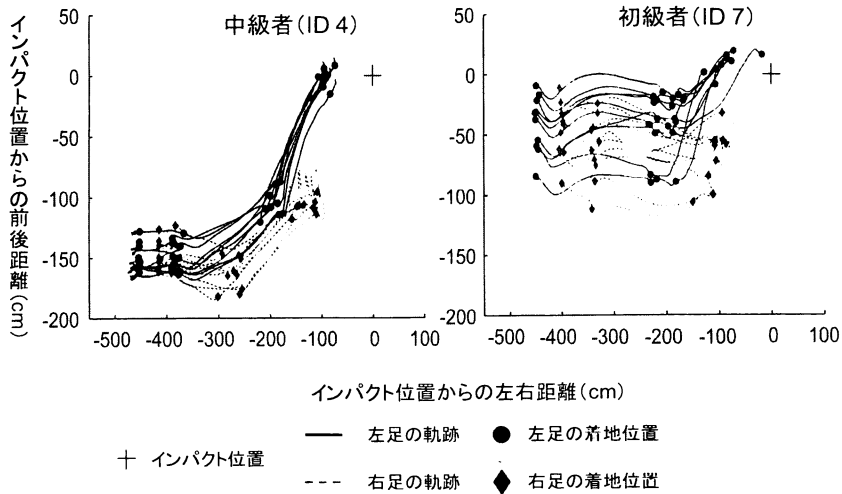 中級者(ID 4)
初級者(ID 7)
インパクト位置からの前後距離(cm)
50
0
-50
-100
-150
-200
-500 -400 -300 -200 -100 0 100
50
0
-50
-100
-150
-200
-500 -400 -300 -200 -100 0 100
インパクト位置からの左右距離(cm)
左足の軌跡
左足の着地位置
インパクト位置
右足の軌跡
右足の着地位置